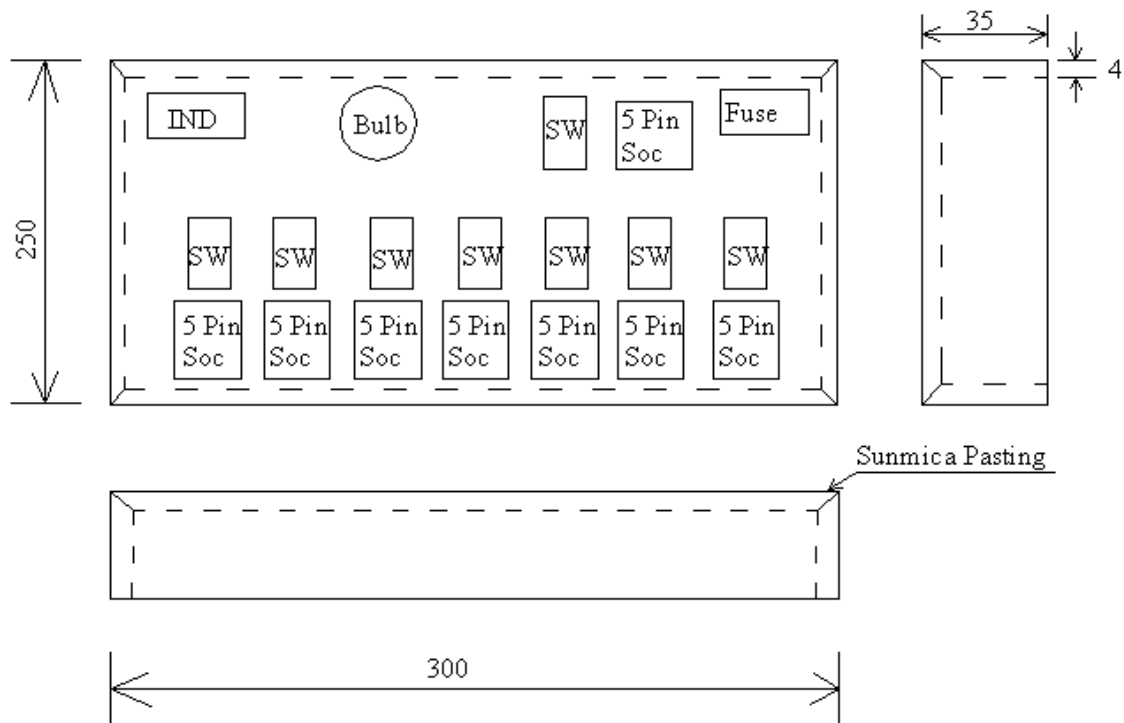 35
4
IND
Bulb
SW
5 Pin
Soc
Fuse
250
SW
SW
SW
SW
SW
SW
SW
5 Pin
Soc
5 Pin
Soc
5 Pin
Soc
5 Pin
Soc
5 Pin
Soc
5 Pin
Soc
5 Pin
Soc
Sunmica Pasting
300